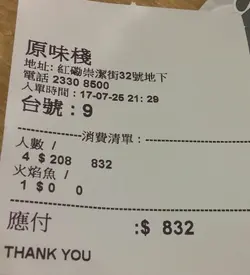 原味棧
地址: 紅磡崇潔街32號地下
電話 2330 8500
入單時間 : 17-07-25 21: 29
台號 : 9
消費清單 :
人數 /
4 $ 208 832
火焰魚 /
1 $ 0 0
應付 :$ 832
THANK YOU